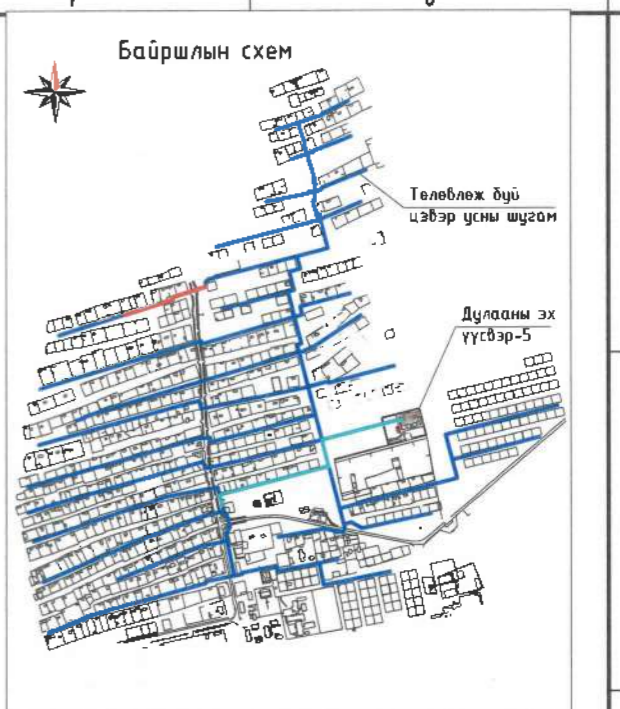 Байршлын схем
Төлөвлөж буй
цэвэр усны шугам
Дулааны эх
үүсвэр-5